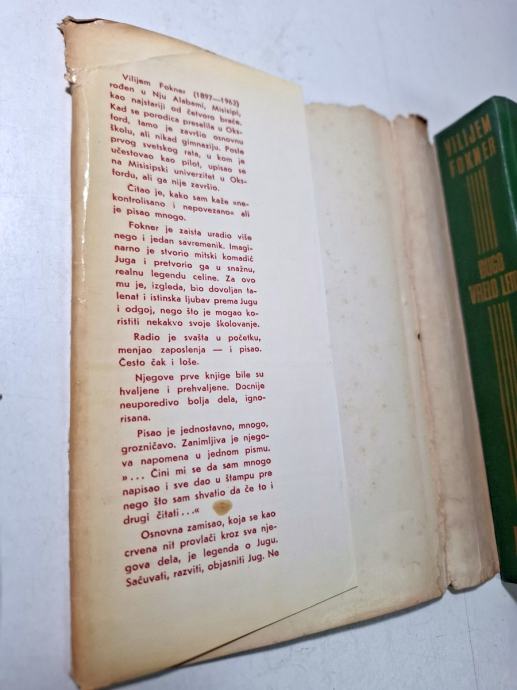 Vilijem Fokner (1897—1962)
rođen u Nju Alabami, Misisipi,
kao najstariji od četvoro braće.
Kad se porodica preselila u Oks-
ford, tamo je završio osnovnu
školu, ali nikad gimnaziju. Posle
prvog svetskog rata, u kom je
učestvovao kao pilot, upisao se
na Misisipski univerzitet u Oks-
fordu, ali ga nije završio.
Čitao je, kako sam kaže »ne-
kontrolisano i nepovezano« ali
je pisao mnogo.
Fokner je zaista uradio više
nego i jedan savremenik. Imagi-
narno je stvorio mitski komadić
Juga i pretvorio ga u snažnu,
realnu legendu celine. Za ovo
mu je, izgleda, bio dovoljan ta-
lenat i istinska ljubav prema Jugu
i odgoj, nego što je mogao ko-
ristiti nekakvo svoje školovanje.
Radio je svašta u početku,
menjao zaposlenja — i pisao.
Često čak i loše.
Njegove prve knjige bile su
hvaljene i prehvaljene. Docnije
neuporedivo bolja dela, igno-
risana.
Pisao je jednostavno, mnogo,
grozničavo. Zanimljiva je njego-
va napomena u jednom pismu.
»... Čini mi se da sam mnogo
napisao i sve dao u štampu pre
nego što sam shvatio da će to i
drugi čitati...«
Osnovna zamisao, koja se kao
crvena nit provlači kroz sva nje-
gova dela, je legenda o Jugu.
Sačuvati, razviti, objasniti Jug. Ne
VILIJEM
FOKNER
DUGO
VRELO